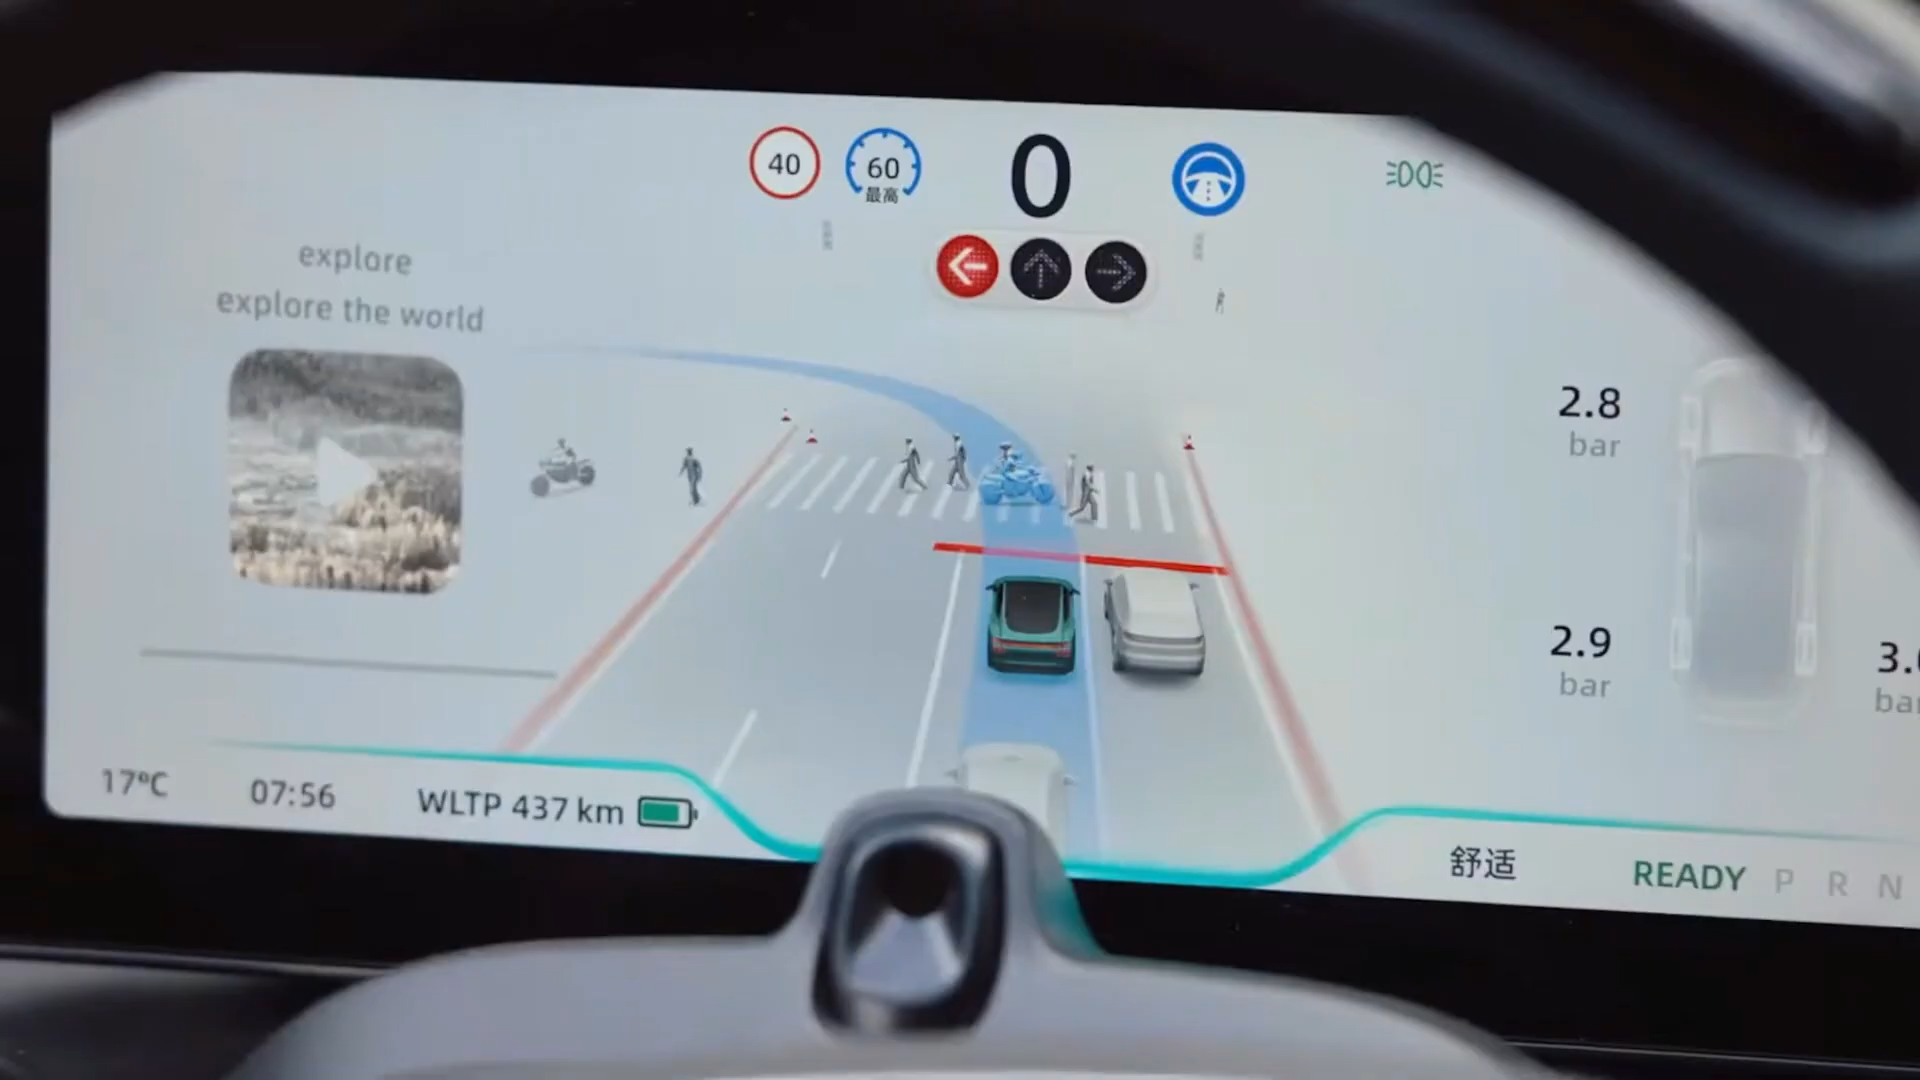 40
60
最高
0
explore
explore the world
2.8
bar
2.9
bar
17°C
07:56
WLTP 437 km
舒适
READY P R N